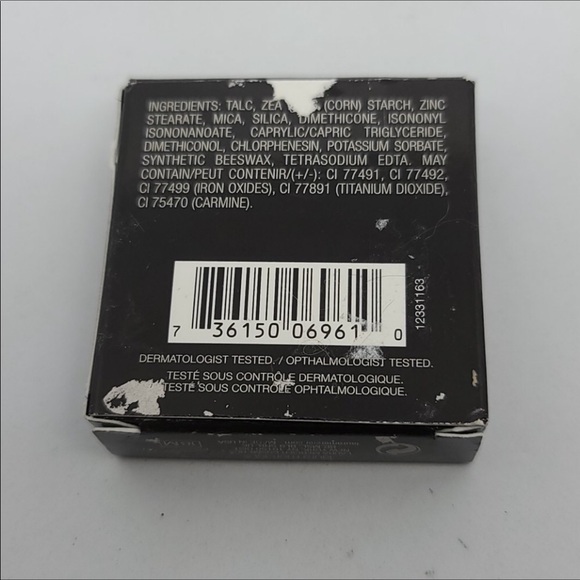 INGREDIENTS: TALC, ZEA (CORN) STARCH, ZINC
STEARATE, MICA, SILICA, DIMETHICONE, ISONONYL
ISONONANOATE, CAPRYLIC/CAPRIC TRIGLYCERIDE,
DIMETHICONOL, CHLORPHENESIN, POTASSIUM SORBATE,
SYNTHETIC BEESWAX, TETRASODIUM EDTA. MAY
CONTAIN/PEUT CONTENIR/(+/-): CI 77491, CI 77492,
CI 77499 (IRON OXIDES), CI 77891 (TITANIUM DIOXIDE),
CI 75470 (CARMINE).
7 36150 06961 0
12331163
DERMATOLOGIST TESTED. / OPTHALMOLOGIST TESTED.
TESTÉ SOUS CONTRÔLE DERMATOLOGIQUE.
TESTÉ SOUS CONTRÔLE OPHTALMOLOGIQUE.